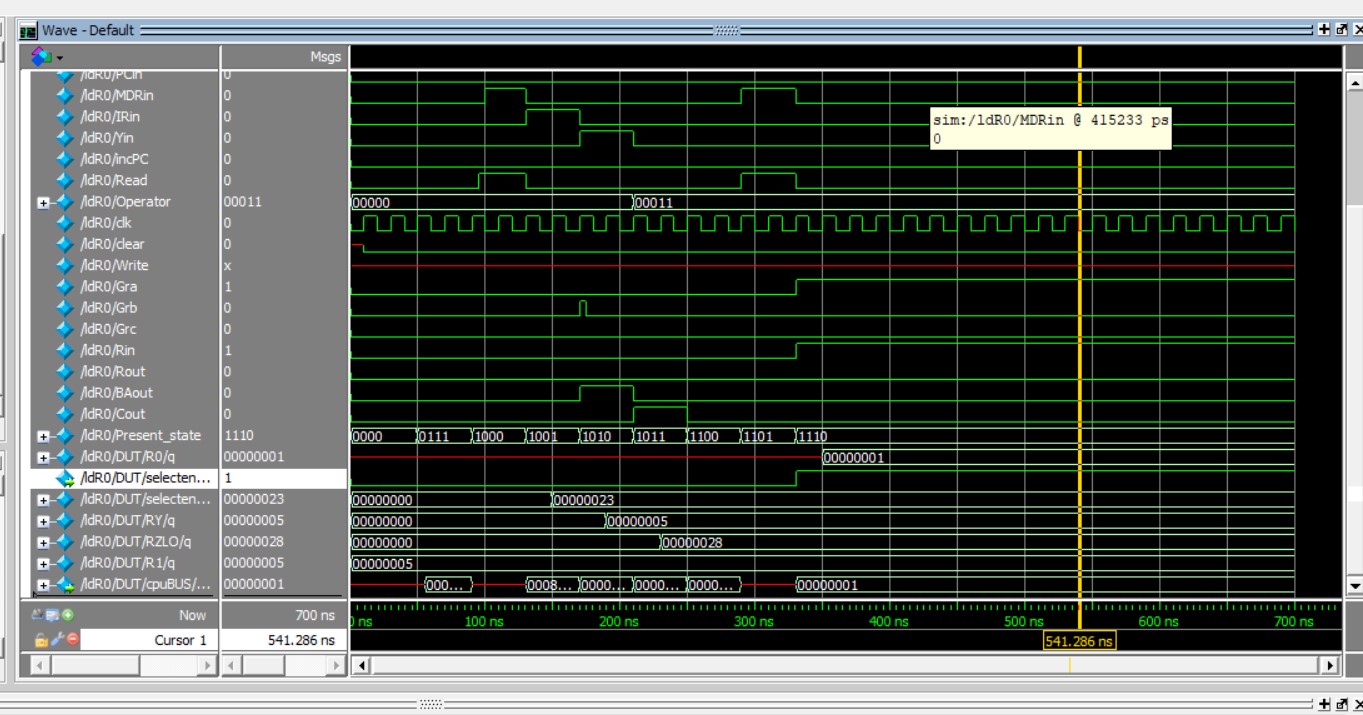 Wave - Default
Msgs
/ldR0/PCin 0
/ldR0/MDRin 0
/ldR0/IRin 0
/ldR0/Yin 0
/ldR0/incPC 0
/ldR0/Read 0
/ldR0/Operator 00011 00000 00011
/ldR0/clk 0
/ldR0/clear 0
/ldR0/Write x
/ldR0/Gra 1
/ldR0/Grb 0
/ldR0/Grc 0
/ldR0/Rin 1
/ldR0/Rout 0
/ldR0/BAout 0
/ldR0/Cout 0
/ldR0/Present_state 1110 0000 0111 1000 1001 1010 1011 1100 1101 1110
/ldR0/DUT/R0/q 00000001 00000001
/ldR0/DUT/selecten... 1
/ldR0/DUT/selecten... 00000023 00000000 00000023
/ldR0/DUT/RY/q 00000005 00000000 00000005
/ldR0/DUT/RZLO/q 00000028 00000000 00000028
/ldR0/DUT/R1/q 00000005 00000005
/ldR0/DUT/cpuBUS/... 00000001 000... 0008... 0000... 0000... 0000... 00000001
sim:/ldR0/MDRin @ 415233 ps
0
Now 700 ns ns 100 ns 200 ns 300 ns 400 ns 500 ns 600 ns 700 ns
Cursor 1 541.286 ns 541.286 ns